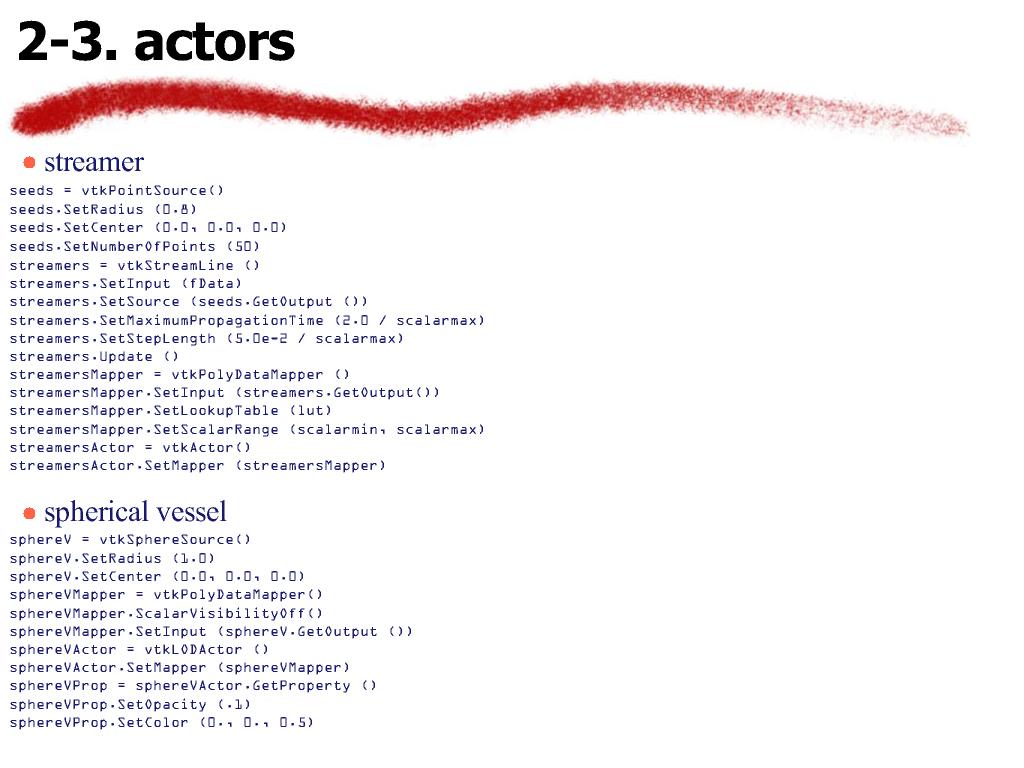 2-3. actors
streamer
seeds = vtkPointSource()
seeds.SetRadius (0.8)
seeds.SetCenter (0.0, 0.0, 0.0)
seeds.SetNumberOfPoints (50)
streamers = vtkStreamLine ()
streamers.SetInput (fData)
streamers.SetSource (seeds.GetOutput ())
streamers.SetMaximumPropagationTime (2.0 / scalarmax)
streamers.SetStepLength (5.0e-2 / scalarmax)
streamers.Update ()
streamersMapper = vtkPolyDataMapper ()
streamersMapper.SetInput (streamers.GetOutput())
streamersMapper.SetLookupTable (lut)
streamersMapper.SetScalarRange (scalarmin, scalarmax)
streamersActor = vtkActor()
streamersActor.SetMapper (streamersMapper)
spherical vessel
sphereV = vtkSphereSource()
sphereV.SetRadius (1.0)
sphereV.SetCenter (0.0, 0.0, 0.0)
sphereVMapper = vtkPolyDataMapper()
sphereVMapper.ScalarVisibilityOff()
sphereVMapper.SetInput (sphereV.GetOutput ())
sphereVActor = vtkLODActor ()
sphereVActor.SetMapper (sphereVMapper)
sphereVProp = sphereVActor.GetProperty ()
sphereVProp.SetOpacity (.1)
sphereVProp.SetColor (0., 0., 0.5)